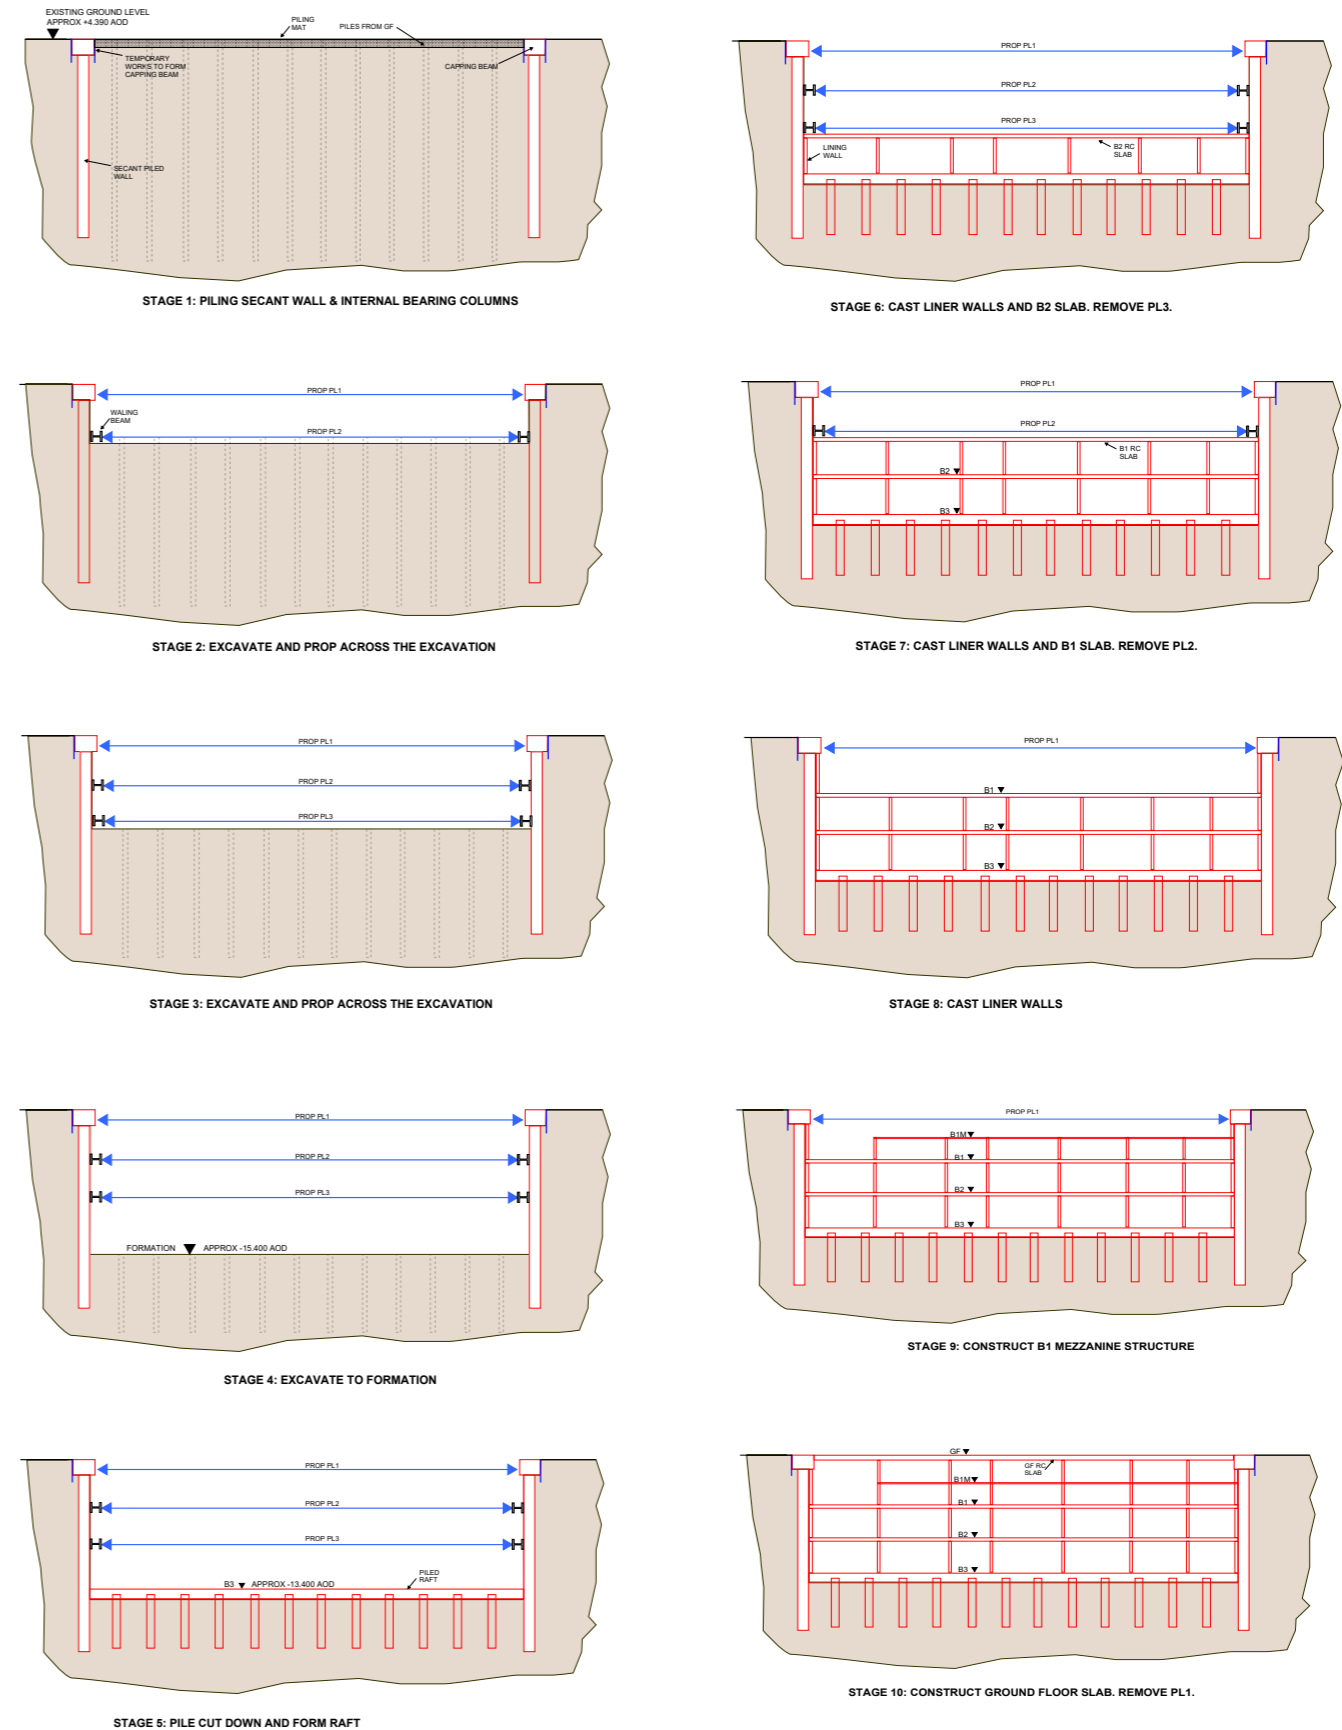 EXISTING GROUND LEVEL
APPROX +4.390 AOD
PILING
MAT
PILES FROM GF
TEMPORARY
WORKS TO FORM
CAPPING BEAM
CAPPING BEAM
SECANT PILED
WALL
STAGE 1: PILING SECANT WALL & INTERNAL BEARING COLUMNS
PROP PL1
WALING
BEAM
PROP PL2
STAGE 2: EXCAVATE AND PROP ACROSS THE EXCAVATION
PROP PL1
PROP PL2
PROP PL3
STAGE 3: EXCAVATE AND PROP ACROSS THE EXCAVATION
PROP PL1
PROP PL2
PROP PL3
FORMATION APPROX -15.400 AOD
STAGE 4: EXCAVATE TO FORMATION
PROP PL1
PROP PL2
PROP PL3
B3 APPROX -13.400 AOD
PILED
RAFT
STAGE 5: PILE CUT DOWN AND FORM RAFT
PROP PL1
PROP PL2
PROP PL3
LINING
WALL
B2 RC
SLAB
STAGE 6: CAST LINER WALLS AND B2 SLAB. REMOVE PL3.
PROP PL1
PROP PL2
B1 RC
SLAB
B2
B3
STAGE 7: CAST LINER WALLS AND B1 SLAB. REMOVE PL2.
PROP PL1
B1
B2
B3
STAGE 8: CAST LINER WALLS
PROP PL1
B1M
B1
B2
B3
STAGE 9: CONSTRUCT B1 MEZZANINE STRUCTURE
GF
GF RC
SLAB
B1M
B1
B2
B3
STAGE 10: CONSTRUCT GROUND FLOOR SLAB. REMOVE PL1.